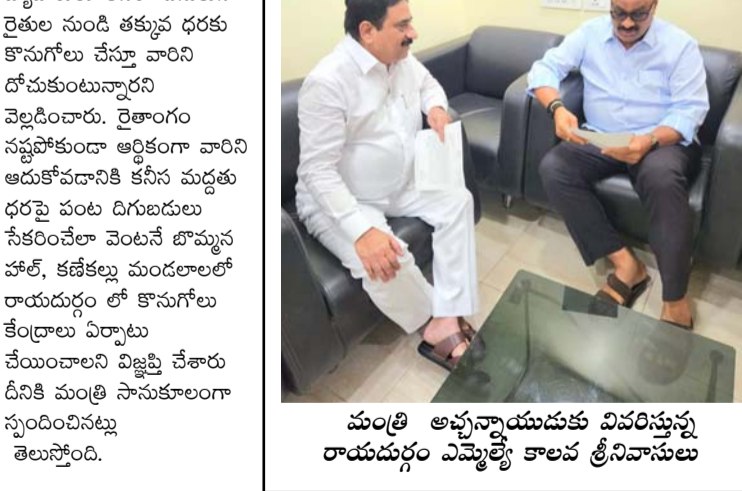 రైతుల నుండి తక్కువ ధరకు
కొనుగోలు చేస్తూ వారిని
దోచుకుంటున్నారని
వెల్లడించారు. రైతాంగం
నష్టపోకుండా ఆర్థికంగా వారిని
ఆదుకోవడానికి కనీస మద్దతు
ధరపై పంట దిగుబడులు
సేకరించేలా వెంటనే బొమ్మన
హాల్, కణేకల్లు మండలాలలో
రాయదుర్గం లో కొనుగోలు
కేంద్రాలు ఏర్పాటు
చేయించాలని విజ్ఞప్తి చేశారు
దీనికి మంత్రి సానుకూలంగా
స్పందించినట్లు
తెలుస్తోంది.
మంత్రి అచ్చన్నాయుడుకు వివరిస్తున్న
రాయదుర్గం ఎమ్మెల్యే కాలవ శ్రీనివాసులు